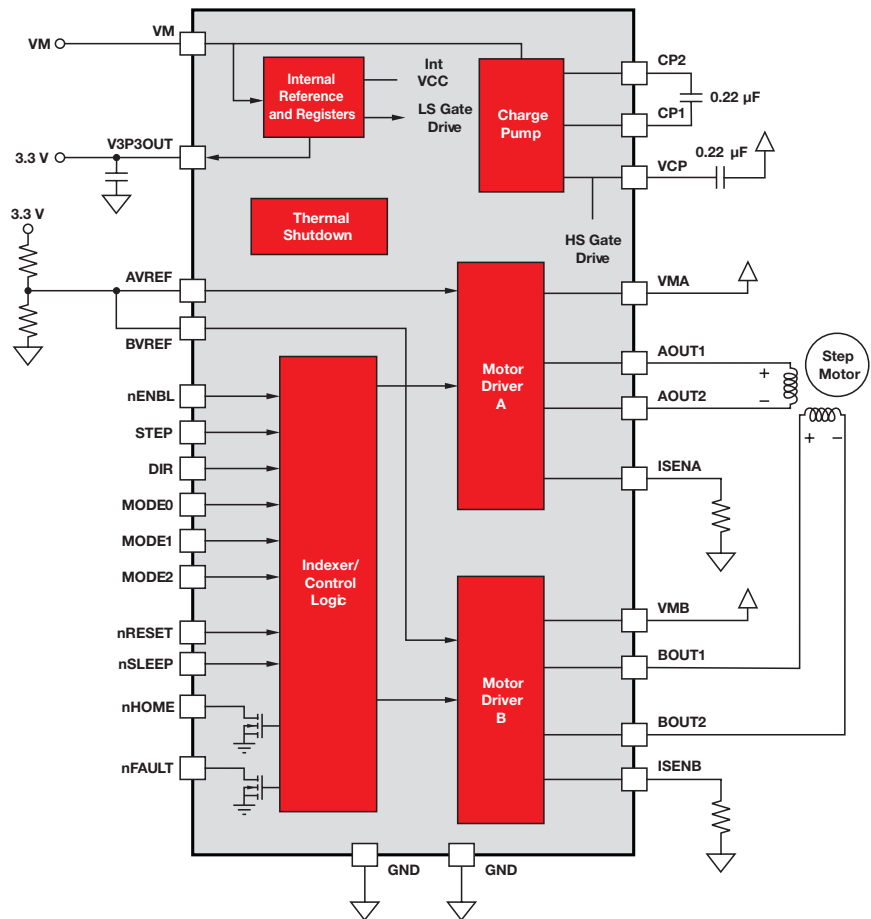 VM
VM
Internal
Reference
and Registers
Int
VCC
LS Gate
Drive
Charge
Pump
CP2
0.22 µF
CP1
0.22 µF
VCP
HS Gate
Drive
V3P3OUT
3.3 V
Thermal
Shutdown
3.3 V
AVREF
BVREF
VMA
Motor
Driver
A
AOUT1
+
–
AOUT2
Step
Motor
+ –
ISENA
nENBL
STEP
DIR
MODE0
MODE1
MODE2
nRESET
nSLEEP
nHOME
nFAULT
Indexer/
Control
Logic
Motor
Driver
B
VMB
BOUT1
BOUT2
ISENB
GND
GND